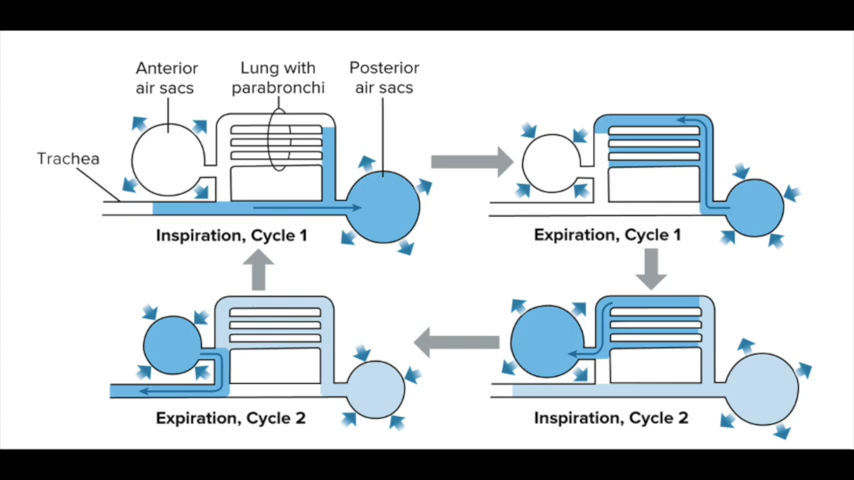 Anterior
air sacs
Lung with
parabronchi
Posterior
air sacs
Trachea
Inspiration, Cycle 1
Expiration, Cycle 1
Expiration, Cycle 2
Inspiration, Cycle 2